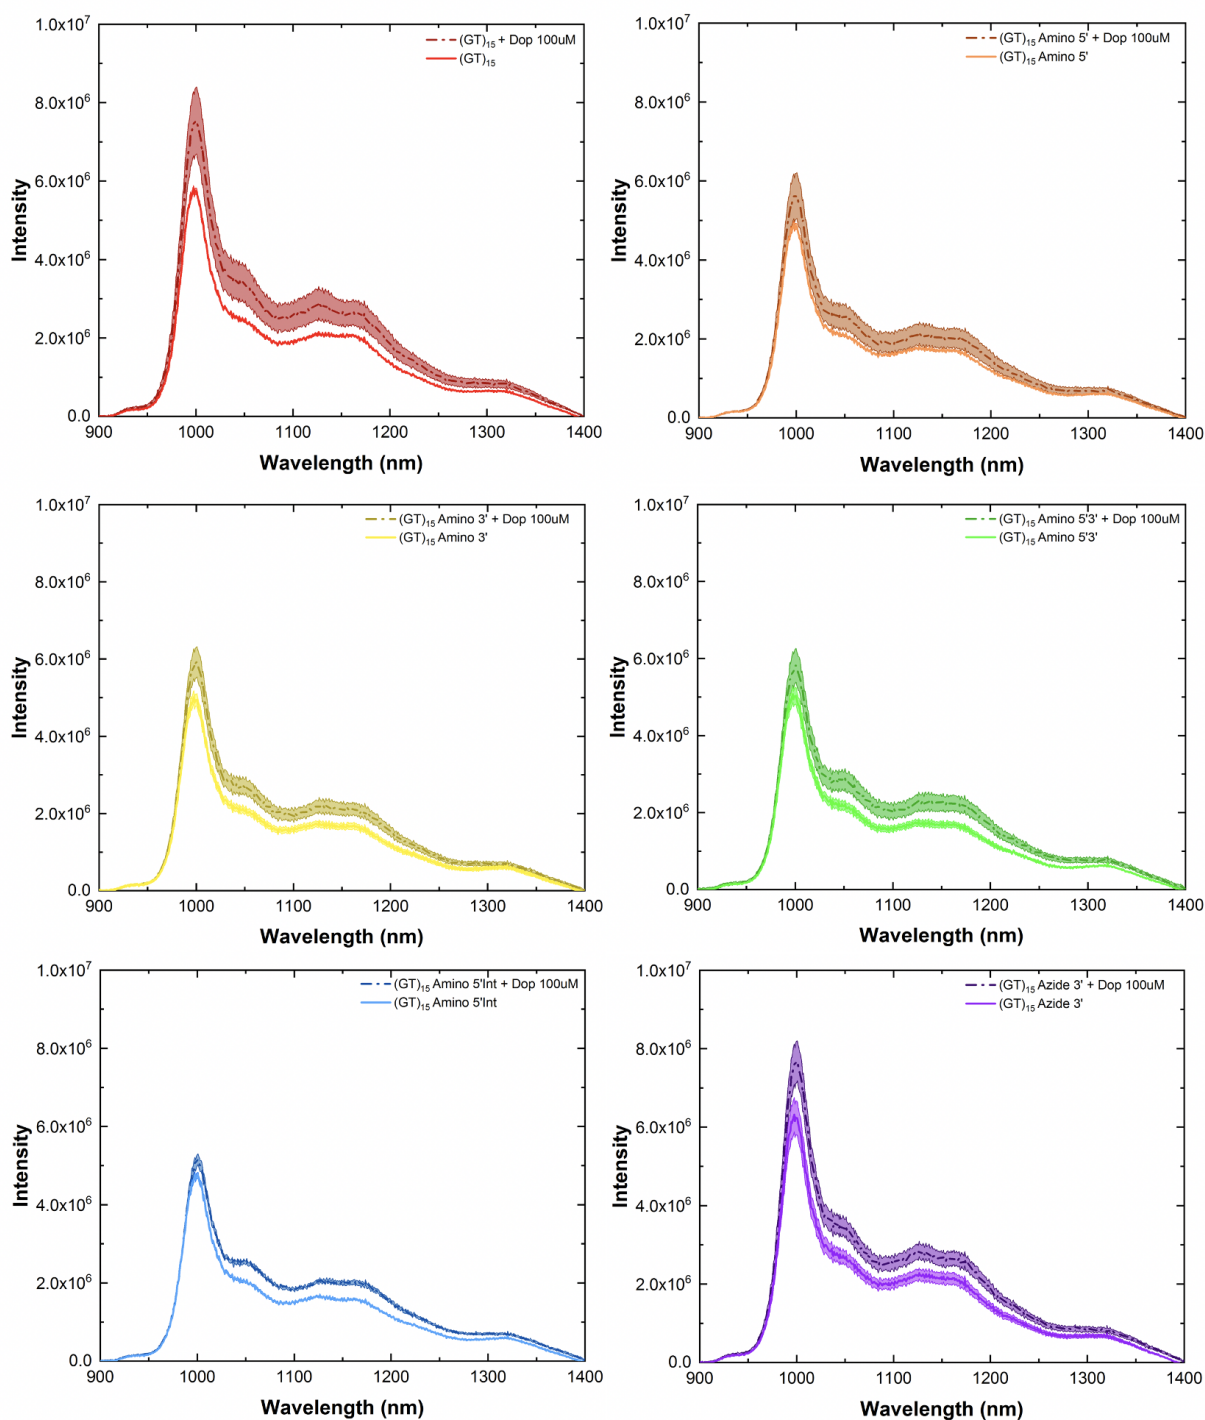 (GT)15 + Dop 100uM
(GT)15
1.0x10^7
8.0x10^6
6.0x10^6
4.0x10^6
2.0x10^6
0.0
Intensity
900 1000 1100 1200 1300 1400
Wavelength (nm)
(GT)15 Amino 5' + Dop 100uM
(GT)15 Amino 5'
1.0x10^7
8.0x10^6
6.0x10^6
4.0x10^6
2.0x10^6
0.0
Intensity
900 1000 1100 1200 1300 1400
Wavelength (nm)
(GT)15 Amino 3' + Dop 100uM
(GT)15 Amino 3'
1.0x10^7
8.0x10^6
6.0x10^6
4.0x10^6
2.0x10^6
0.0
Intensity
900 1000 1100 1200 1300 1400
Wavelength (nm)
(GT)15 Amino 5'3' + Dop 100uM
(GT)15 Amino 5'3'
1.0x10^7
8.0x10^6
6.0x10^6
4.0x10^6
2.0x10^6
0.0
Intensity
900 1000 1100 1200 1300 1400
Wavelength (nm)
(GT)15 Amino 5'Int + Dop 100uM
(GT)15 Amino 5'Int
1.0x10^7
8.0x10^6
6.0x10^6
4.0x10^6
2.0x10^6
0.0
Intensity
900 1000 1100 1200 1300 1400
Wavelength (nm)
(GT)15 Azide 3' + Dop 100uM
(GT)15 Azide 3'
1.0x10^7
8.0x10^6
6.0x10^6
4.0x10^6
2.0x10^6
0.0
Intensity
900 1000 1100 1200 1300 1400
Wavelength (nm)